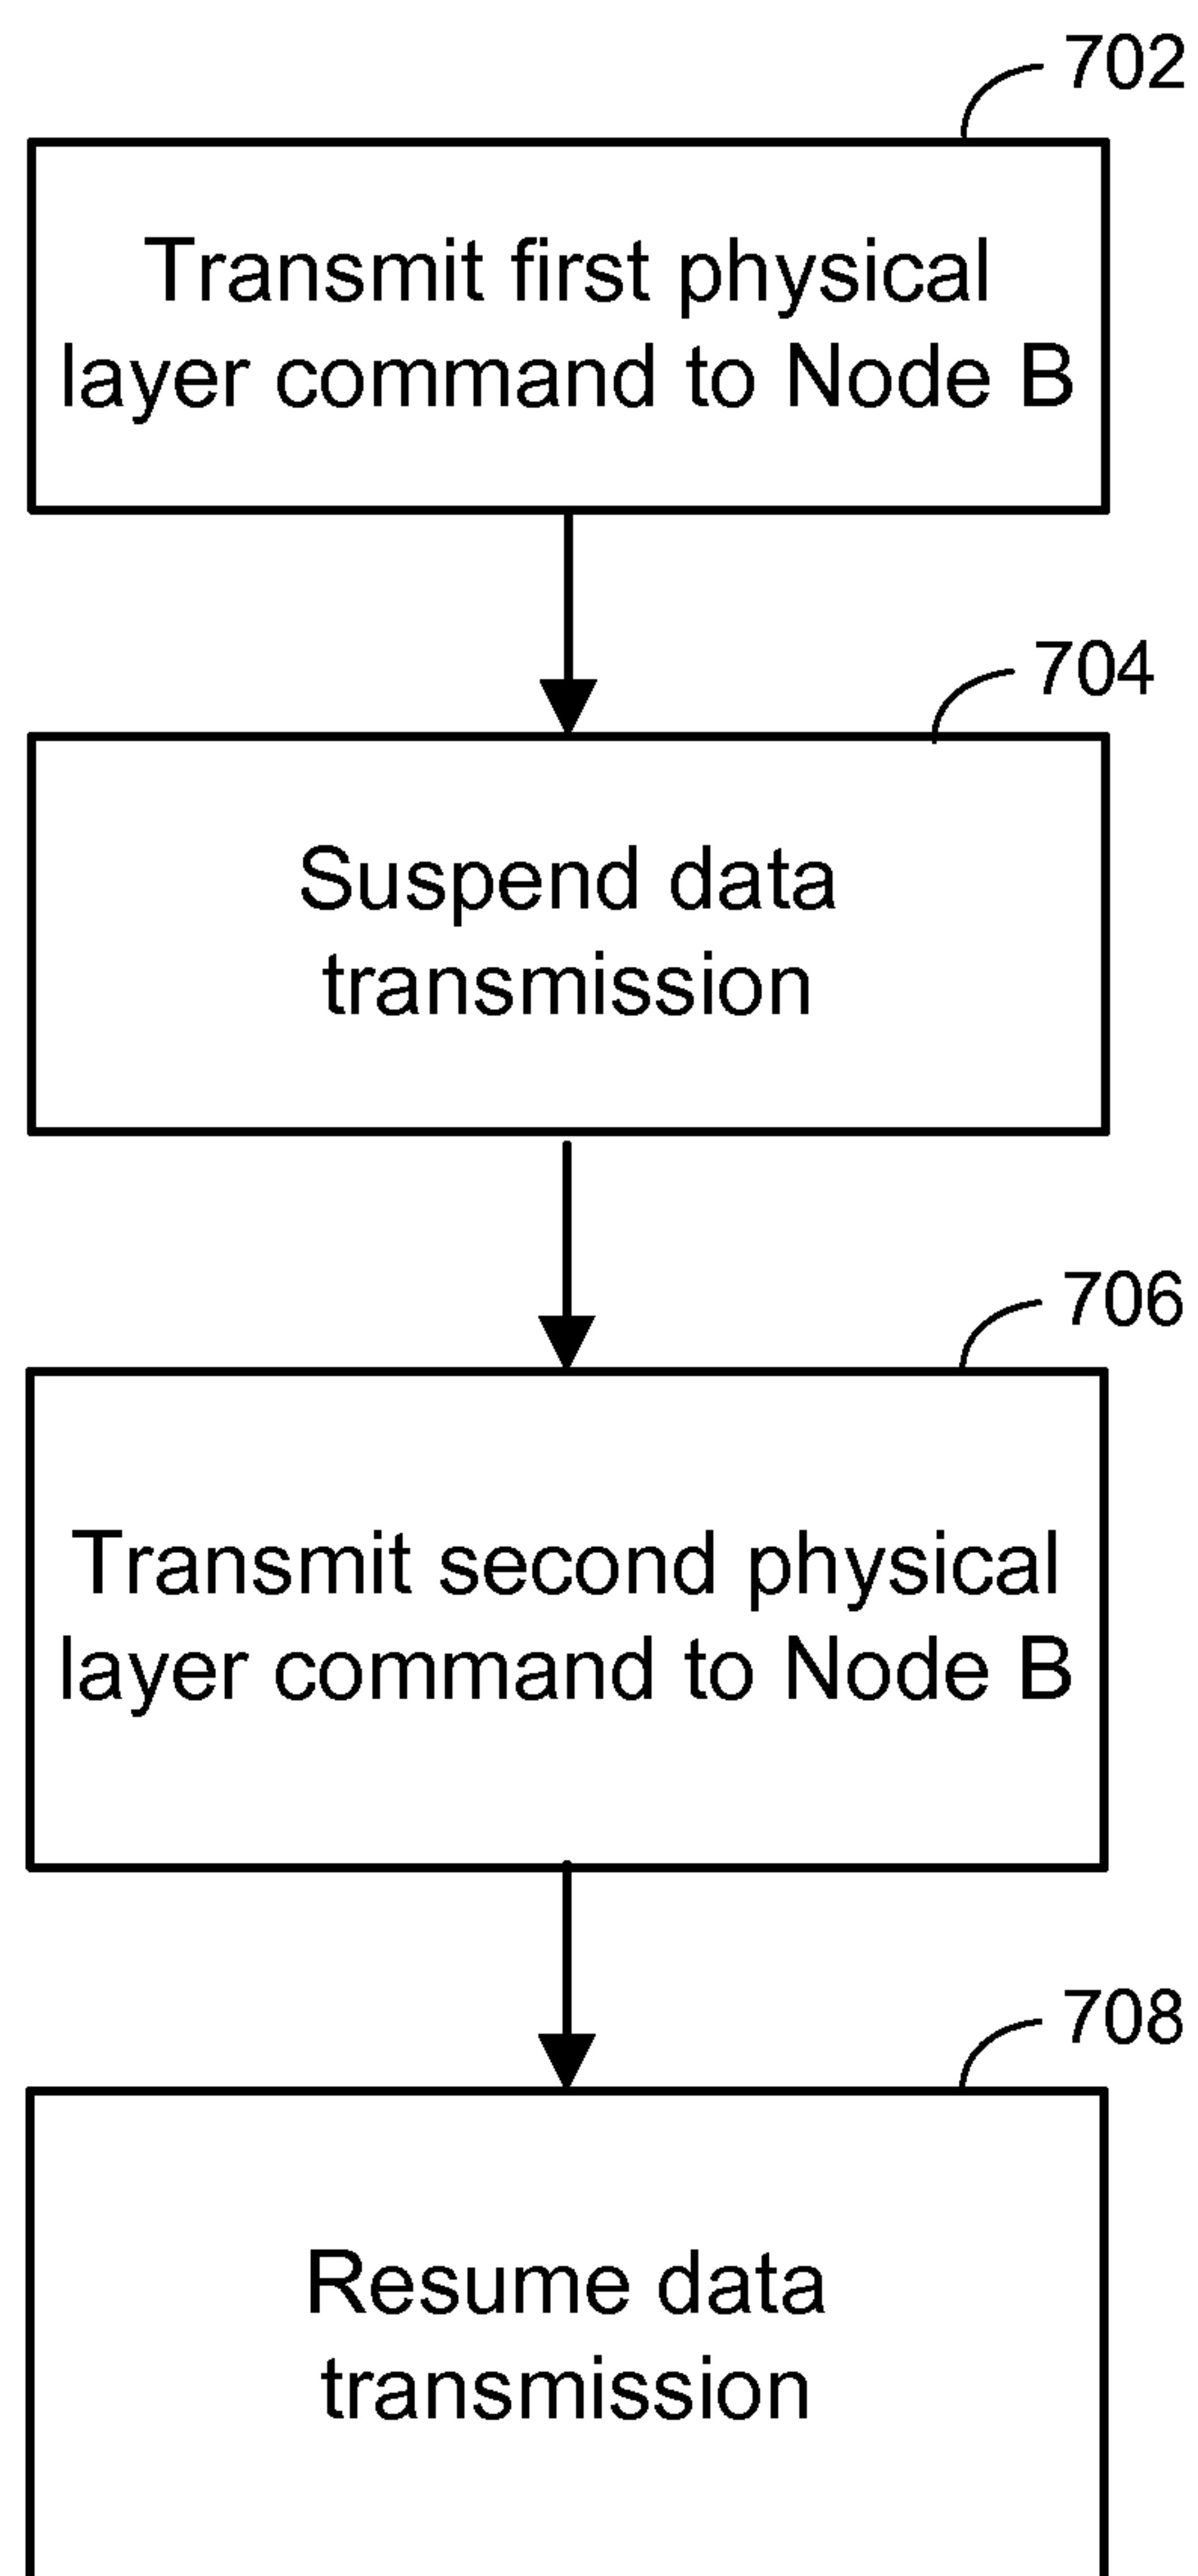 702
Transmit first physical
layer command to Node B
704
Suspend data
transmission
706
Transmit second physical
layer command to Node B
708
Resume data
transmission